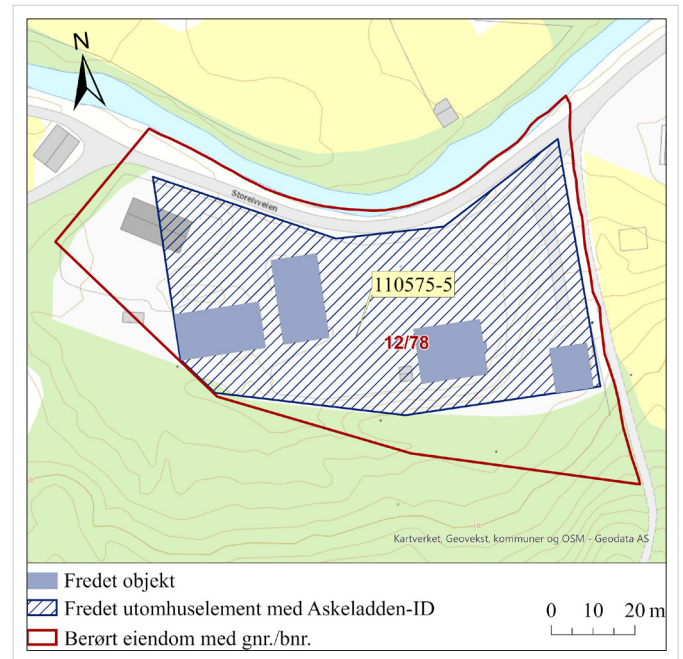 N
Storelvveien
110575-5
12/78
Kartverket, Geovekst, kommuner og OSM - Geodata AS
Fredet objekt
Fredet utomhuselement med Askeladden-ID
0 10 20 m
Berørt eiendom med gnr./bnr.